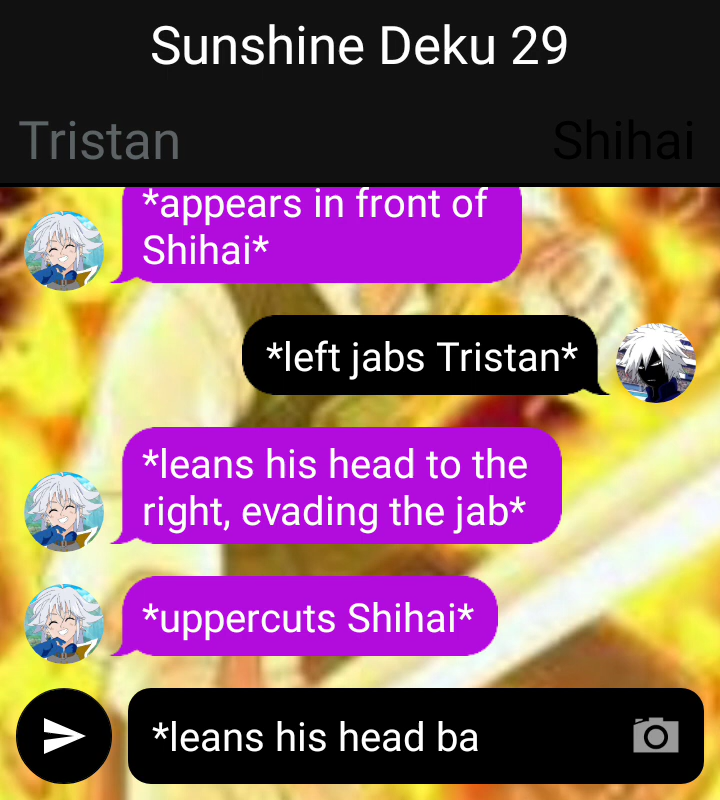 Sunshine Deku 29
Tristan
Shihai
*appears in front of
Shihai*
*left jabs Tristan*
*leans his head to the
right, evading the jab*
*uppercuts Shihai*
*leans his head ba